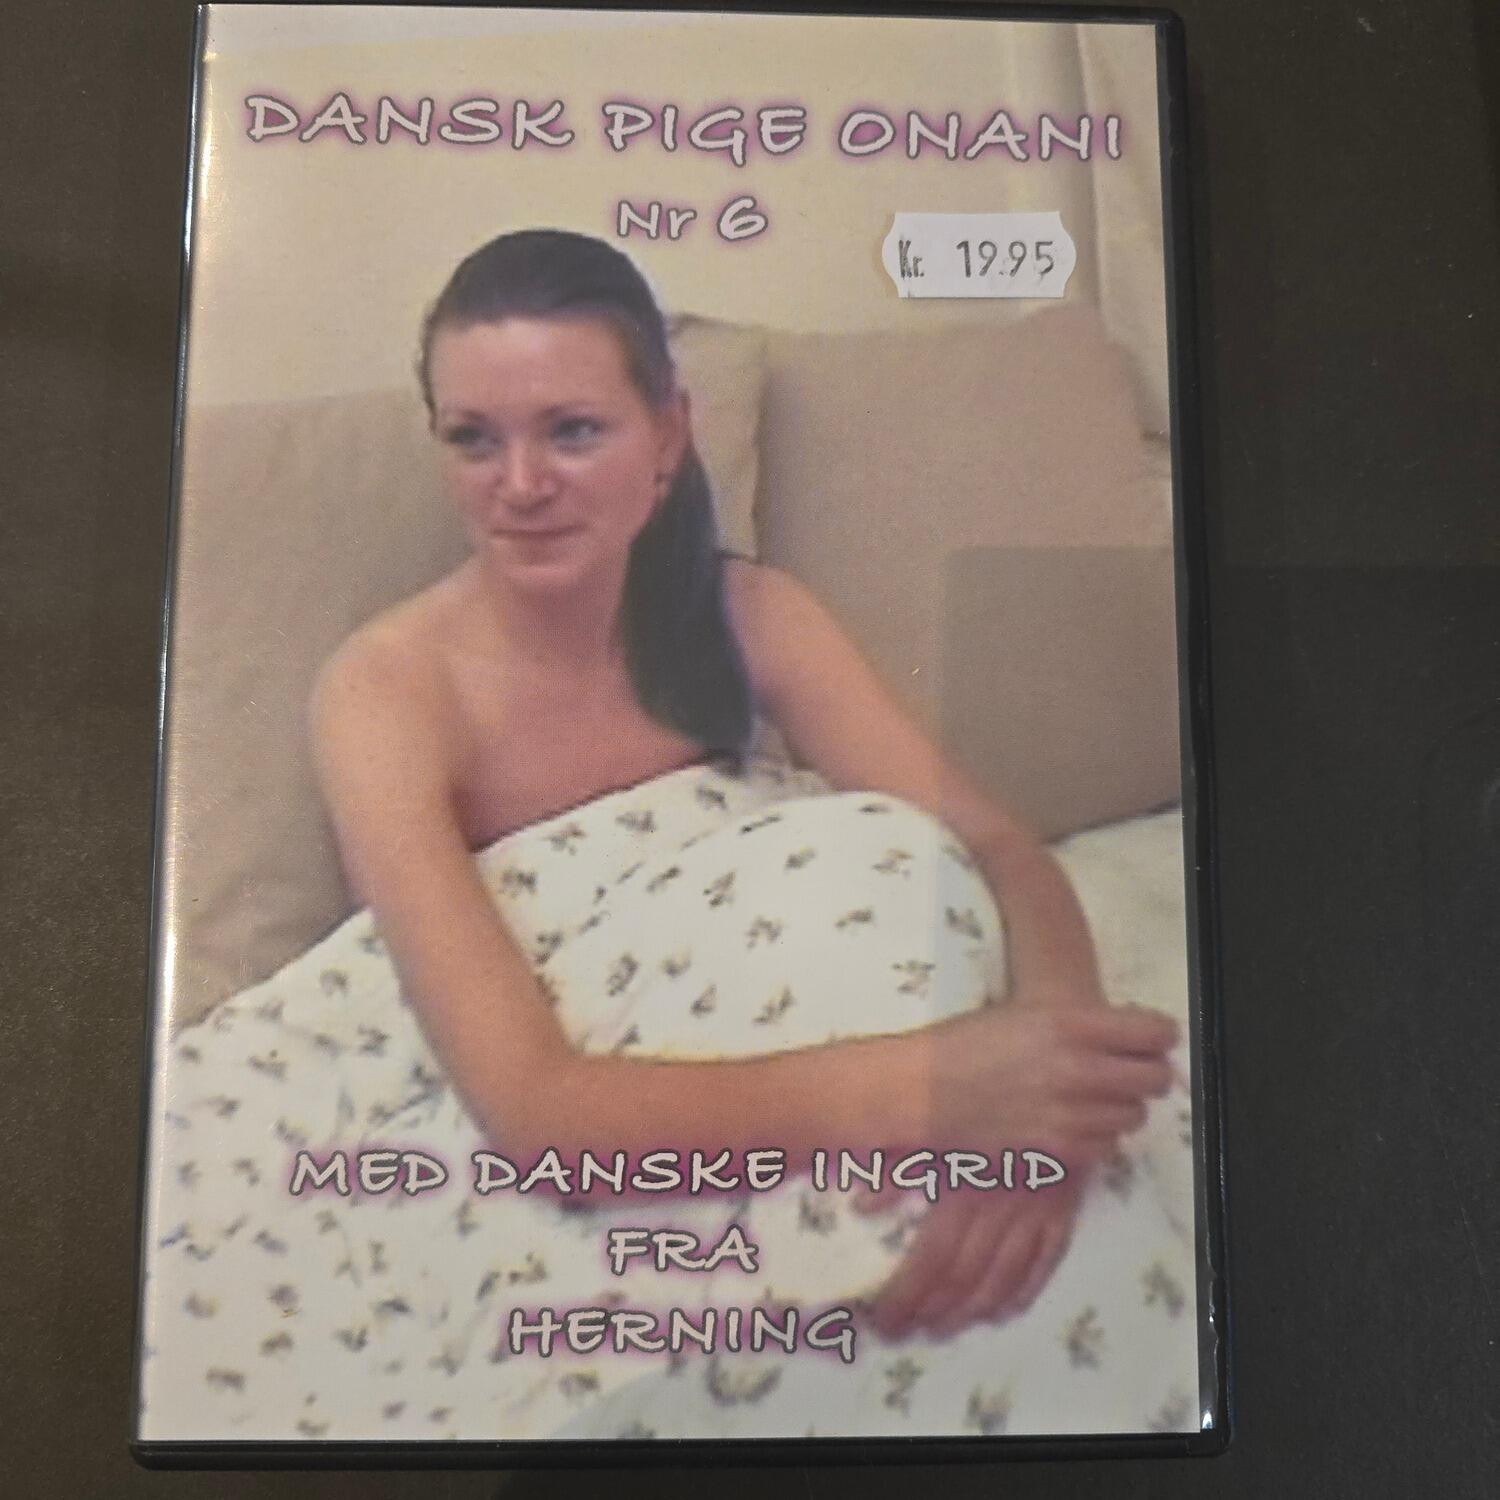 DANSK PIGE ONANI
Nr 6
Kr. 19.95
MED DANSKE INGRID
FRA
HERNING